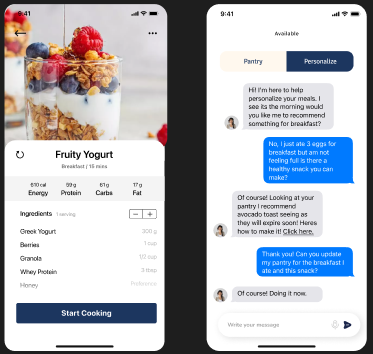 9:41
Fruity Yogurt
Breakfast / 15 mins
610 cal
59 g
61 g
17 g
Energy
Protein
Carbs
Fat
Ingredients 1 serving
Greek Yogurt 300 g
Berries 1 cup
Granola 1/2 cup
Whey Protein 3 tbsp
Honey Preference
Start Cooking
9:41
Available
Pantry
Personalize
Hi! I'm here to help
personalize your meals. I
see its the morning would
you like me to recommend
something for breakfast?
No, I just ate 3 eggs for
breakfast but am not
feeling full is there a
healthy snack you can
make?
Of course! Looking at your
pantry I recommend
avocado toast seeing as
they will expire soon! Heres
how to make it! Click here.
Thank you! Can you update
my pantry for the breakfast I
ate and this snack?
Of course! Doing it now.
Write your message